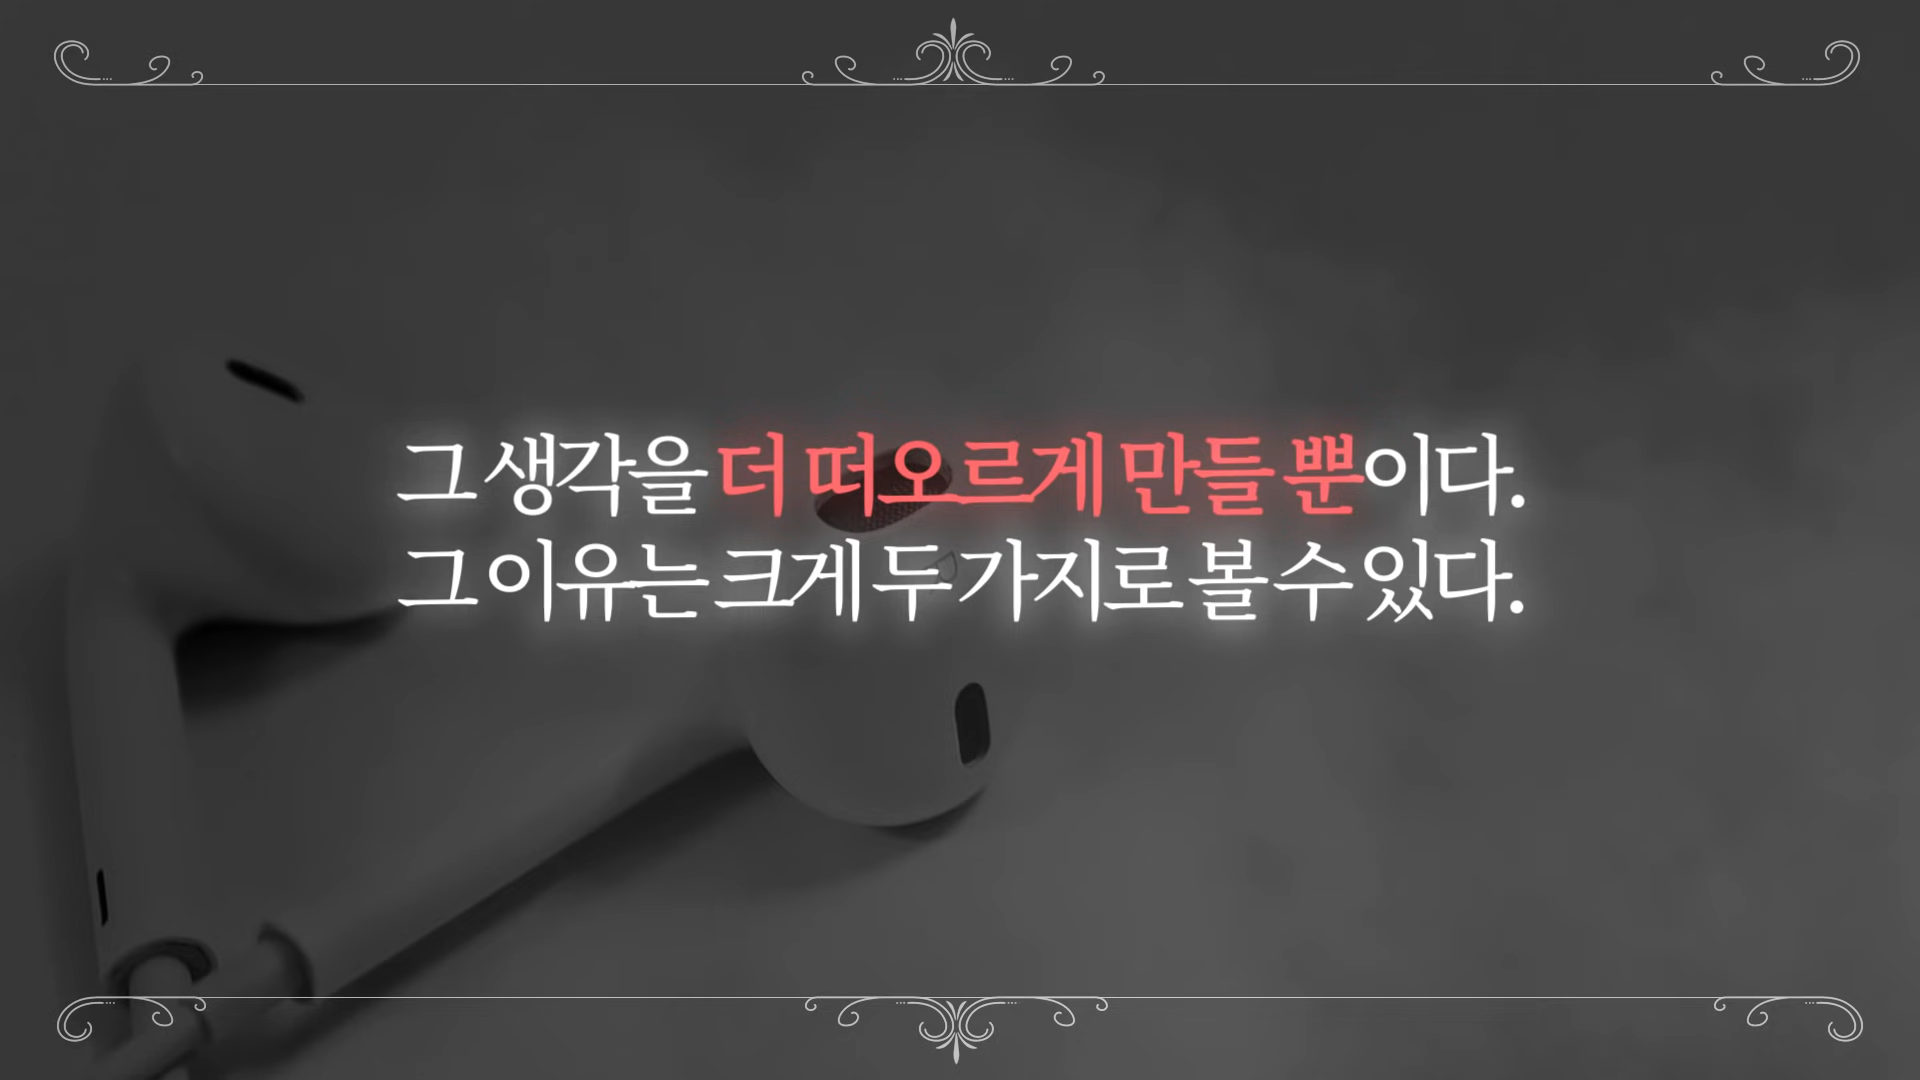 그 생각을 더 떠오르게 만들 뿐이다.
그 이유는 크게 두 가지로 볼 수 있다.